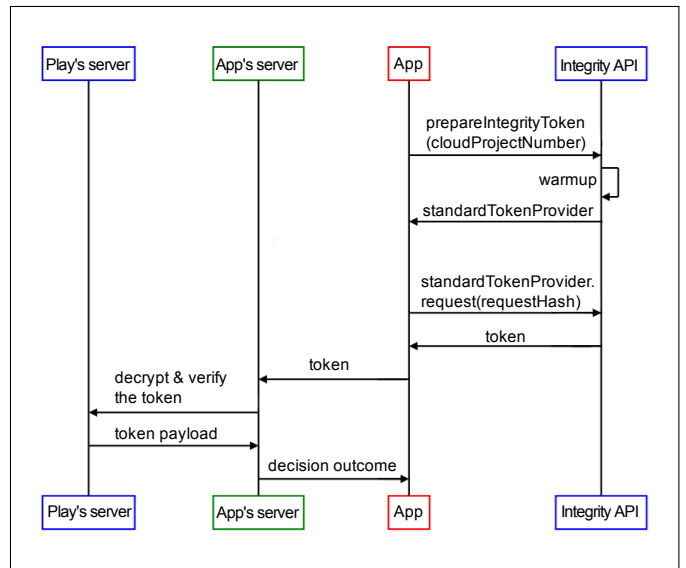 Play's server
App's server
App
Integrity API
prepareIntegrityToken
(cloudProjectNumber)
warmup
standardTokenProvider
standardTokenProvider.
request(requestHash)
token
token
decrypt & verify
the token
token payload
decision outcome
Play's server
App's server
App
Integrity API